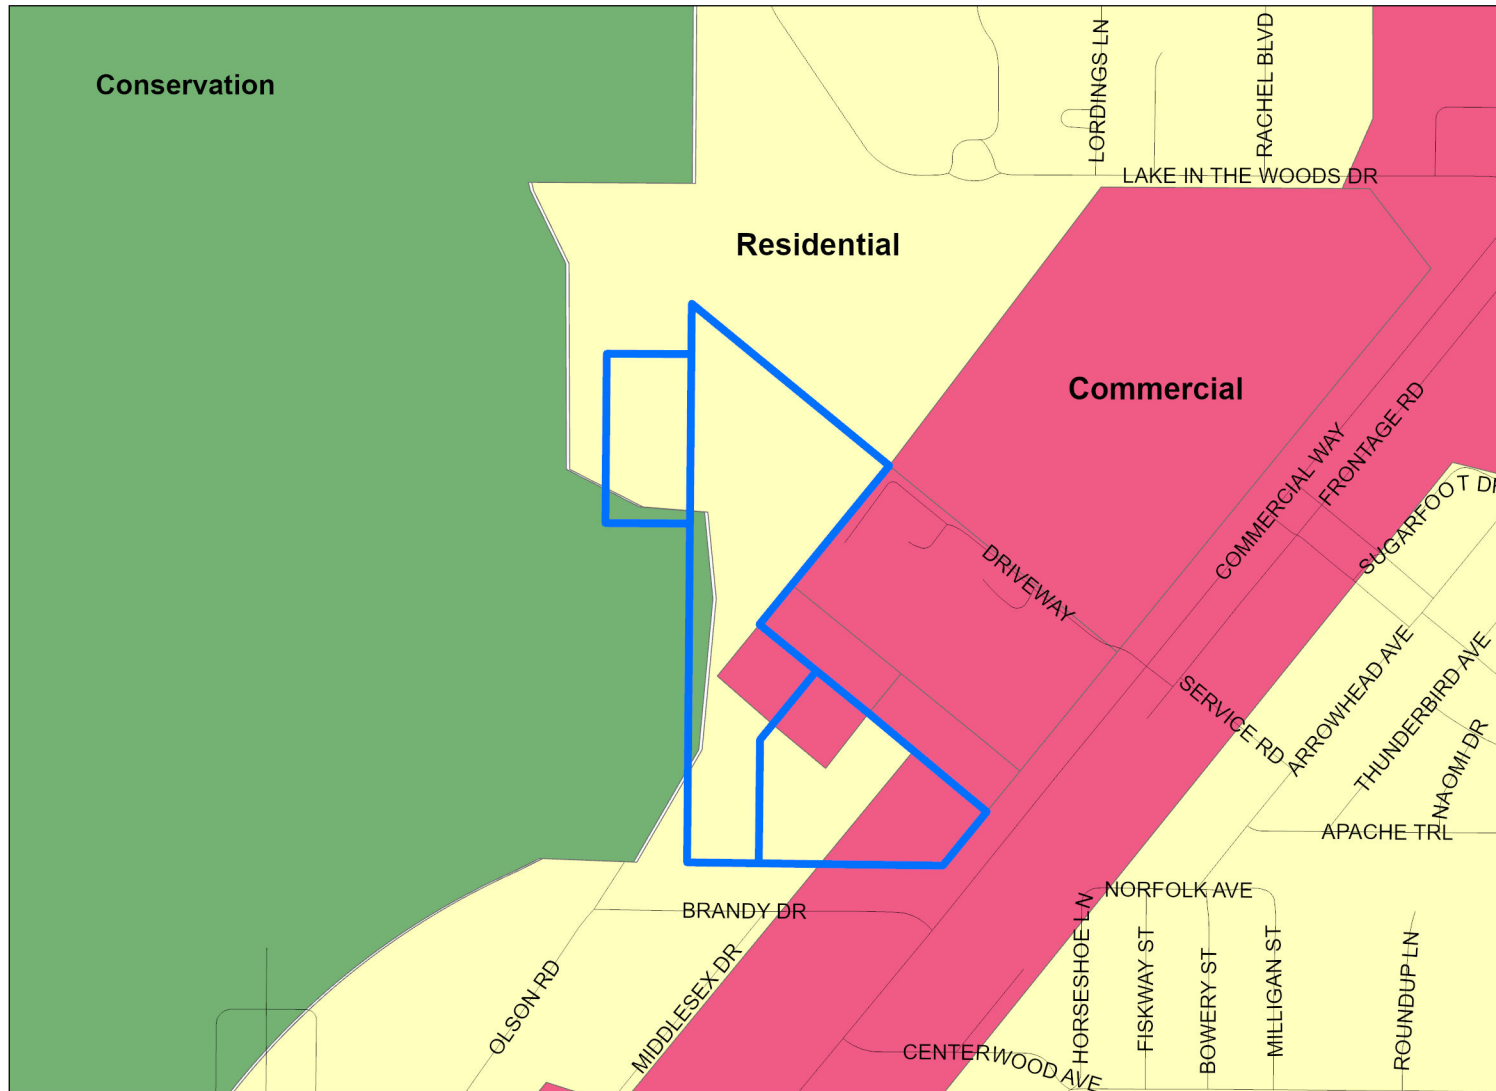 LORDINGS LN
RACHEL BLVD
Conservation
LAKE IN THE WOODS DR
Residential
Commercial
COMMERCIAL WAY
FRONTAGE RD
SUGARFOOT DR
DRIVEWAY
SERVICE RD
ARROWHEAD AVE
THUNDERBIRD AVE
NAOMI DR
APACHE TRL
NORFOLK AVE
BRANDY DR
HORSESHOE LN
FISKWAY ST
BOWERY ST
MILLIGAN ST
ROUNDUP LN
OLSON RD
MIDDLESEX DR
CENTERWOOD AVE